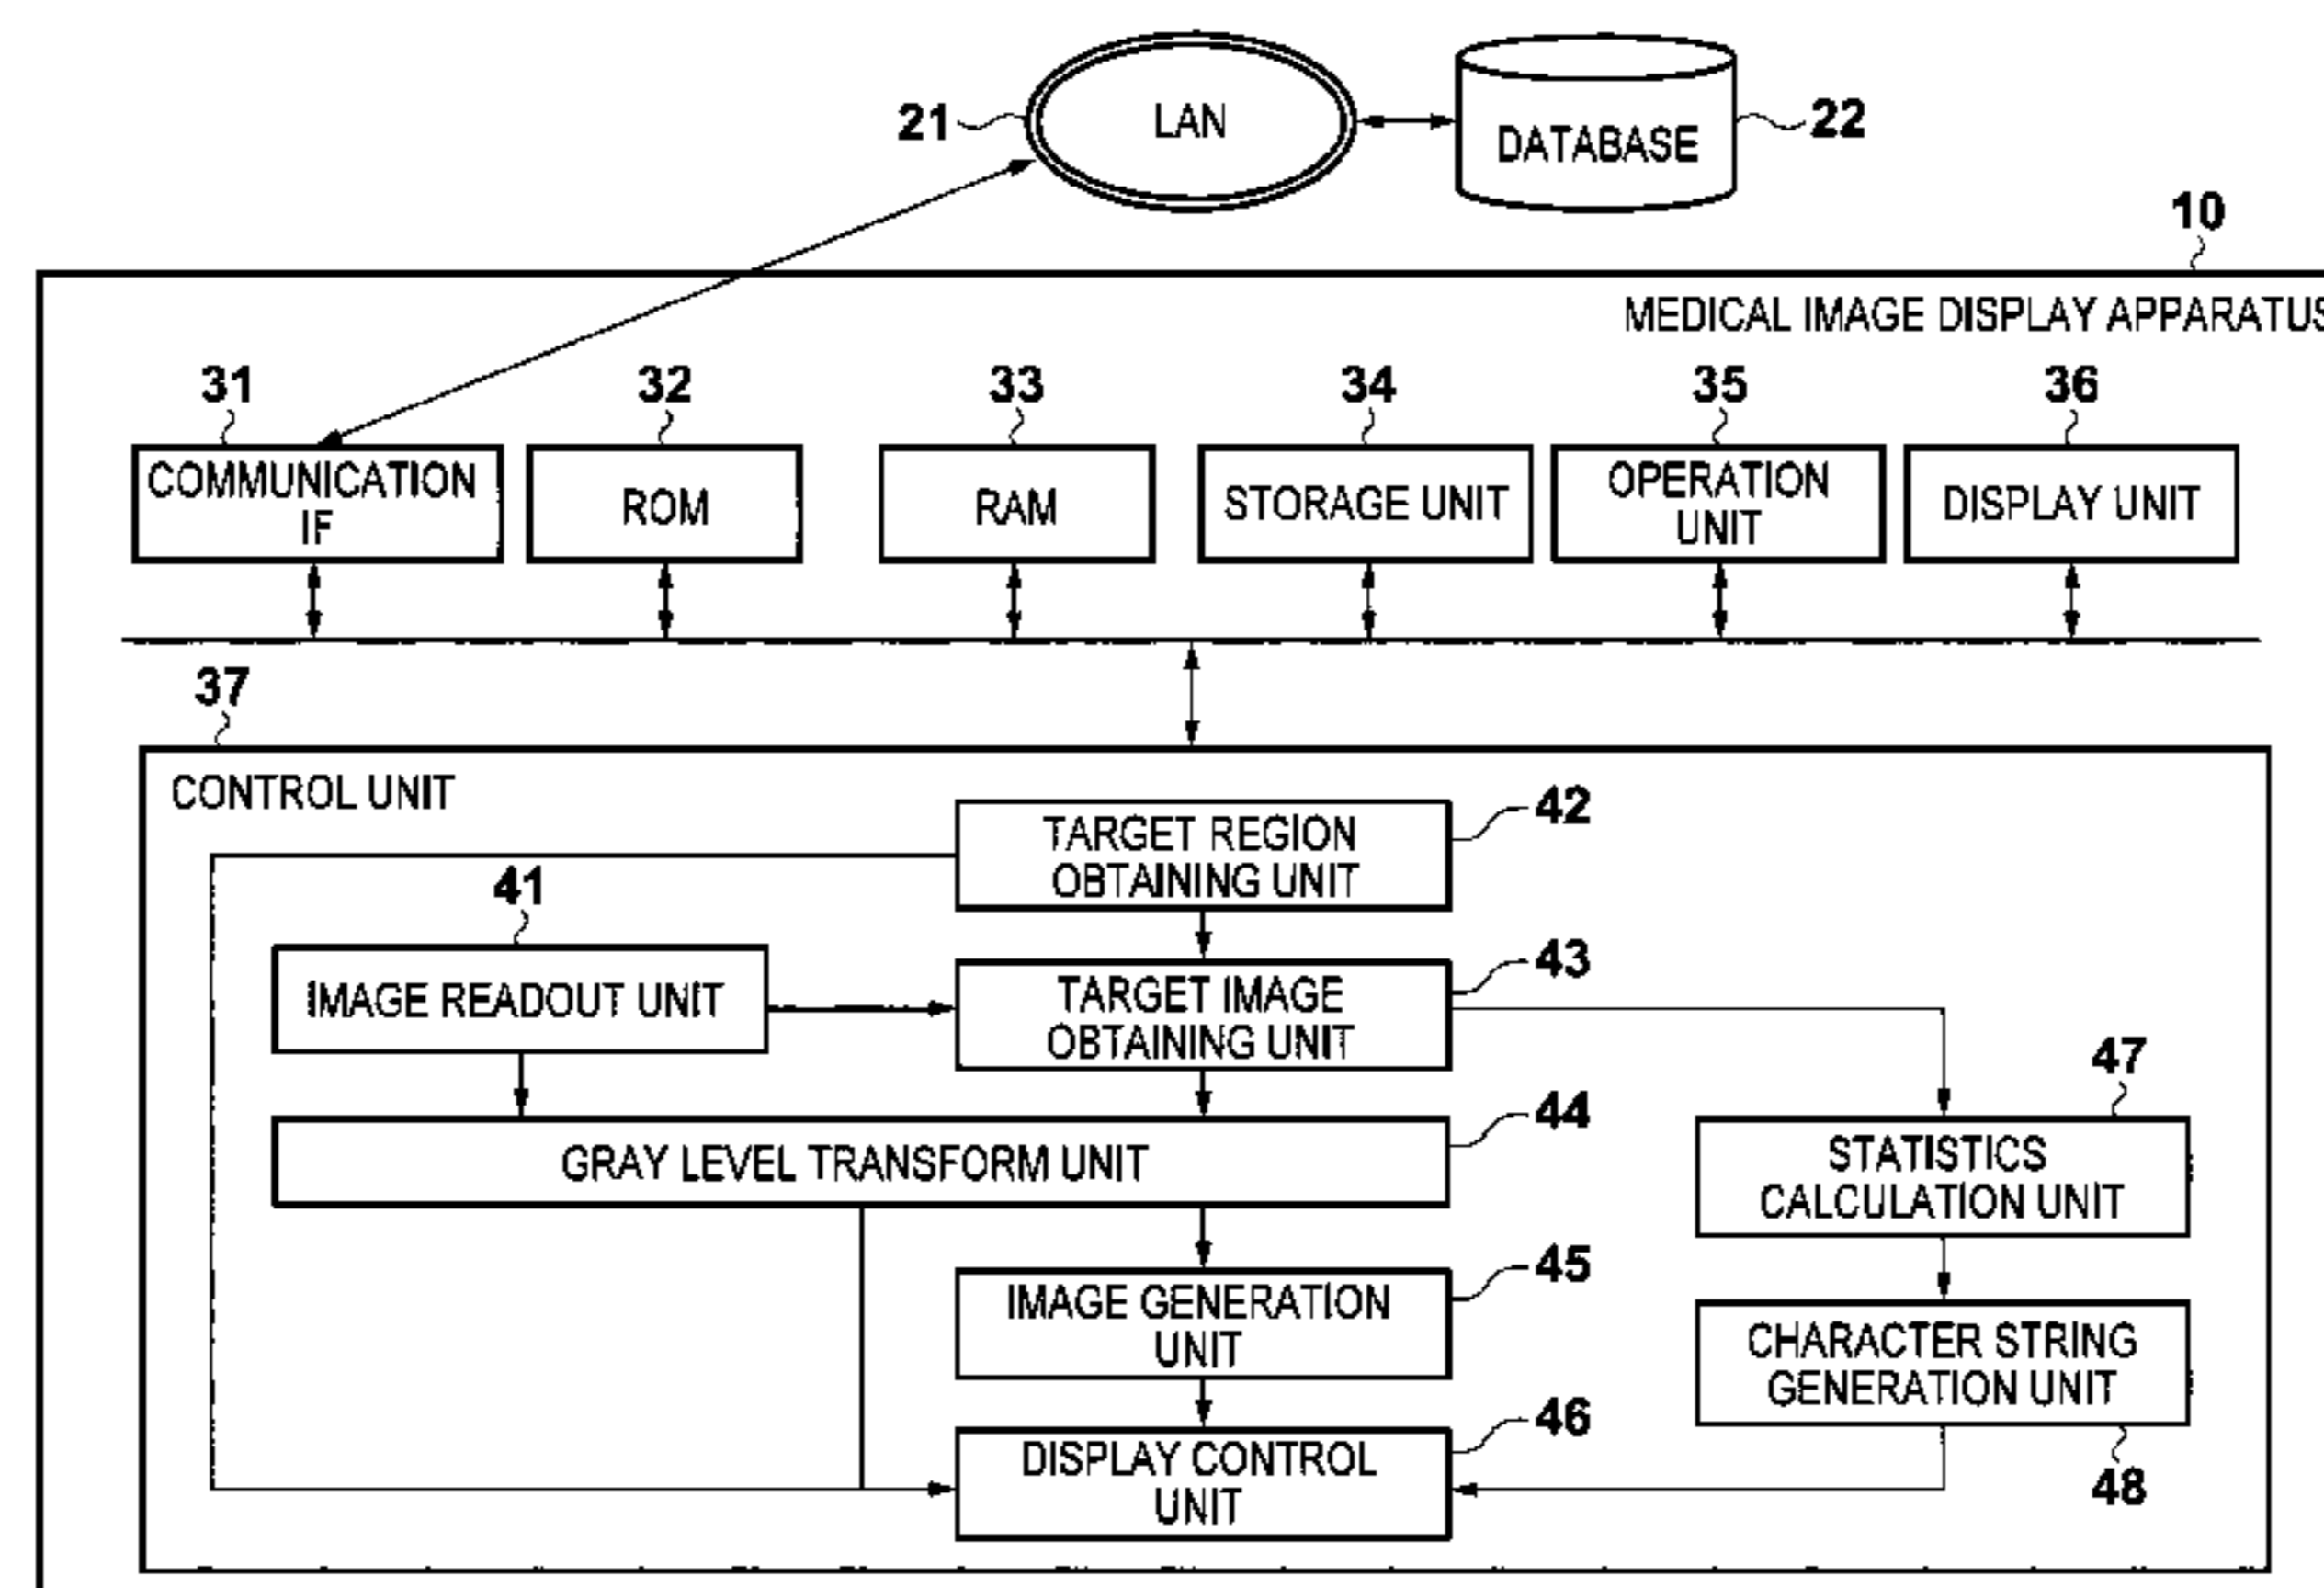 21
LAN
DATABASE
22
10
MEDICAL IMAGE DISPLAY APPARATUS
31
32
33
34
35
36
COMMUNICATION
IF
ROM
RAM
STORAGE UNIT
OPERATION
UNIT
DISPLAY UNIT
37
CONTROL UNIT
42
TARGET REGION
OBTAINING UNIT
41
IMAGE READOUT UNIT
43
TARGET IMAGE
OBTAINING UNIT
44
GRAY LEVEL TRANSFORM UNIT
47
STATISTICS
CALCULATION UNIT
45
IMAGE GENERATION
UNIT
CHARACTER STRING
GENERATION UNIT
46
DISPLAY CONTROL
UNIT
48